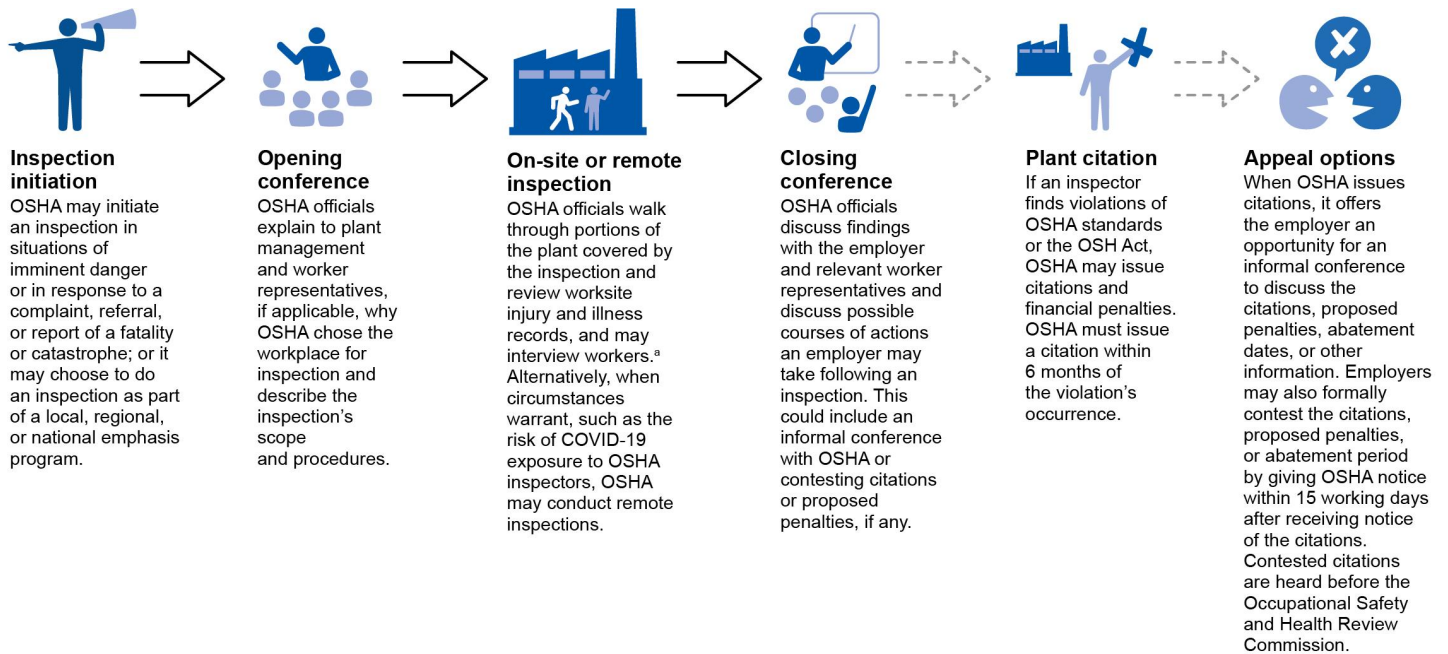 Inspection
initiation
OSHA may initiate
an inspection in
situations of
imminent danger
or in response to a
complaint, referral,
or report of a fatality
or catastrophe; or it
may choose to do
an inspection as part
of a local, regional,
or national emphasis
program.
Opening
conference
OSHA officials
explain to plant
management
and worker
representatives,
if applicable, why
OSHA chose the
workplace for
inspection and
describe the
inspection’s
scope
and procedures.
On-site or remote
inspection
OSHA officials walk
through portions of
the plant covered by
the inspection and
review worksite
injury and illness
records, and may
interview workers.ᵃ
Alternatively, when
circumstances
warrant, such as the
risk of COVID-19
exposure to OSHA
inspectors, OSHA
may conduct remote
inspections.
Closing
conference
OSHA officials
discuss findings
with the employer
and relevant worker
representatives and
discuss possible
courses of actions
an employer may
take following an
inspection. This
could include an
informal conference
with OSHA or
contesting citations
or proposed
penalties, if any.
Plant citation
If an inspector
finds violations of
OSHA standards
or the OSH Act,
OSHA may issue
citations and
financial penalties.
OSHA must issue
a citation within
6 months of
the violation’s
occurrence.
Appeal options
When OSHA issues
citations, it offers
the employer an
opportunity for an
informal conference
to discuss the
citations, proposed
penalties, abatement
dates, or other
information. Employers
may also formally
contest the citations,
proposed penalties,
or abatement period
by giving OSHA notice
within 15 working days
after receiving notice
of the citations.
Contested citations
are heard before the
Occupational Safety
and Health Review
Commission.